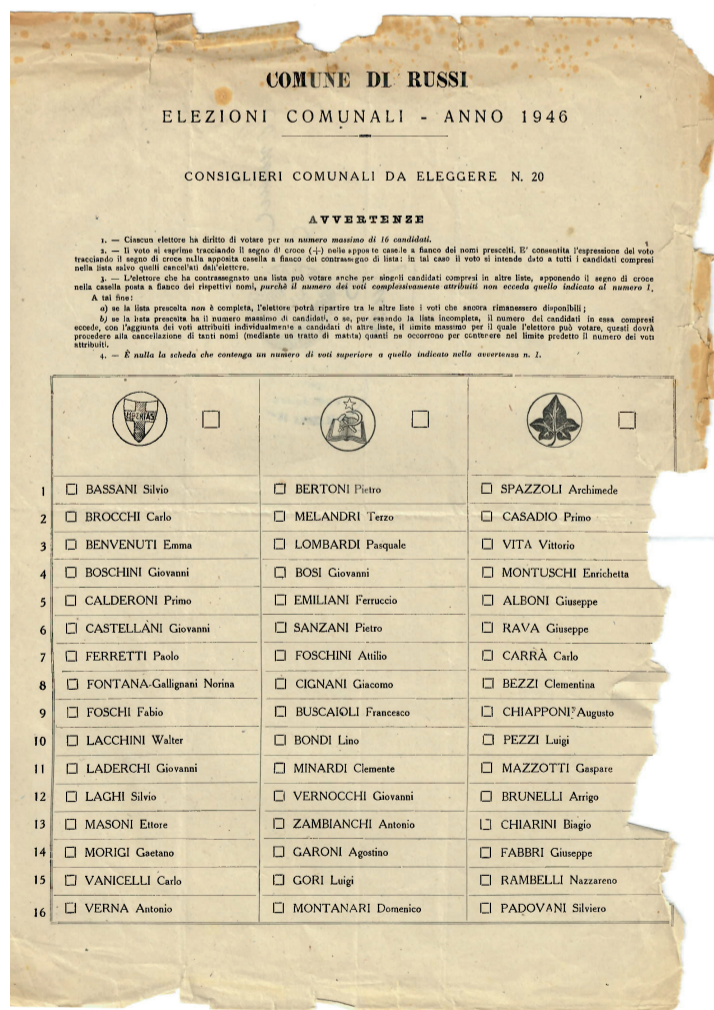 COMUNE DI RUSSI
ELEZIONI COMUNALI - ANNO 1946
CONSIGLIERI COMUNALI DA ELEGGERE N. 20
AVVERTENZE
1. — Ciascun elettore ha diritto di votare per un numero massimo di 16 candidati.
2. — Il voto si esprime tracciando il segno di croce (+) nelle apposite caselle a fianco dei nomi prescelti. E' consentita l'espressione del voto
tracciando il segno di croce nulla apposita casella a fianco del contrassegno di lista: in tal caso il voto si intende dato a tutti i candidati compresi
nella lista salvo quelli cancellati dall'elettore.
3. — L'elettore che ha contrassegnato una lista può votare anche per singoli candidati compresi in altre liste, apponendo il segno di croce
nella casella posta a fianco dei rispettivi nomi, purchè il numero dei voti complessivamente attribuiti non ecceda quello indicato al numero 1.
A tal fine:
a) se la lista prescelta non è completa, l'elettore potrà ripartire tra le altre liste i voti che ancora rimanessero disponibili;
b) se la lista prescelta ha il numero massimo di candidati, o se, per essendo la lista incompleta, il numero dei candidati in essa compresi
eccede, con l'aggiunta dei voti attribuiti individualmente a candidati di altre liste, il limite massimo per il quale l'elettore può votare, questi dovrà
procedere alla cancellazione di tanti nomi (mediante un tratto di matita) quanti ne occorrono per contenere nel limite predetto il numero dei voti
attribuiti.
4. — È nulla la scheda che contenga un numero di voti superiore a quello indicato nella avvertenza n. 1.
LIBERTAS
1 BASSANI Silvio BERTONI Pietro SPAZZOLI Archimede
2 BROCCHI Carlo MELANDRI Terzo CASADIO Primo
3 BENVENUTI Emma LOMBARDI Pasquale VITA Vittorio
4 BOSCHINI Giovanni BOSI Giovanni MONTUSCHI Enrichetta
5 CALDERONI Primo EMILIANI Ferruccio ALBONI Giuseppe
6 CASTELLANI Giovanni SANZANI Pietro RAVA Giuseppe
7 FERRETTI Paolo FOSCHINI Attilio CARRÀ Carlo
8 FONTANA-Gallignani Norina CIGNANI Giacomo BEZZI Clementina
9 FOSCHI Fabio BUSCAIOLI Francesco CHIAPPONI Augusto
10 LACCHINI Walter BONDI Lino PEZZI Luigi
11 LADERCHI Giovanni MINARDI Clemente MAZZOTTI Gaspare
12 LAGHI Silvio VERNOCCHI Giovanni BRUNELLI Arrigo
13 MASONI Ettore ZAMBIANCHI Antonio CHIARINI Biagio
14 MORIGI Gaetano GARONI Agostino FABBRI Giuseppe
15 VANICELLI Carlo GORI Luigi RAMBELLI Nazzareno
16 VERNA Antonio MONTANARI Domenico PADOVANI Silviero